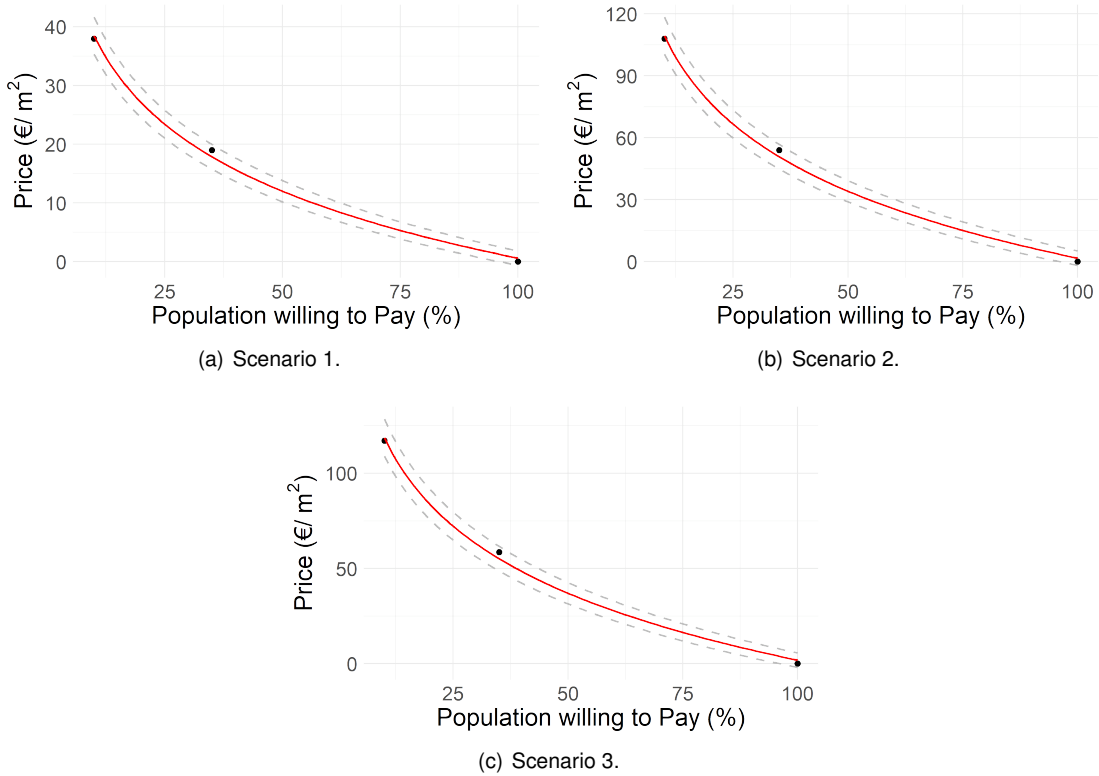 40
30
20
10
0
Price (€/ m²)
25 50 75 100
Population willing to Pay (%)
(a) Scenario 1.
120
90
60
30
0
Price (€/ m²)
25 50 75 100
Population willing to Pay (%)
(b) Scenario 2.
100
50
0
Price (€/ m²)
25 50 75 100
Population willing to Pay (%)
(c) Scenario 3.